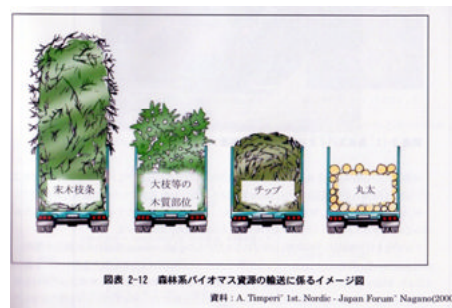 末木枝条
大枝等の
木質部位
チップ
丸太
図表 2-12 森林系バイオマス資源の輸送に係るイメージ図
資料：A. Timperi" 1st. Nordic - Japan Forum" Nagano(2000